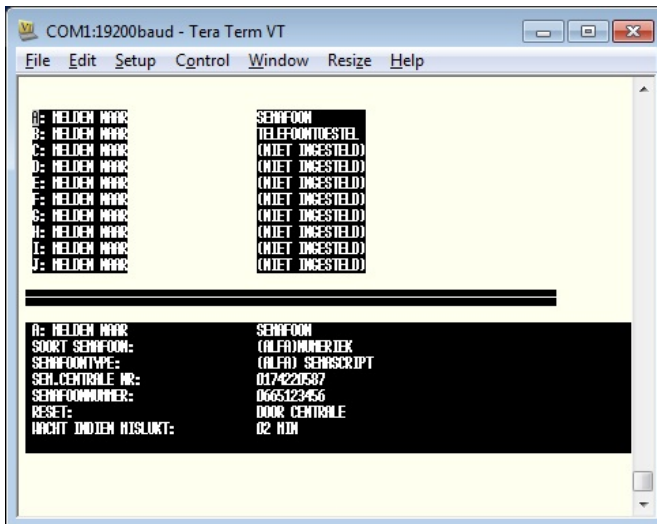 COM1:19200baud - Tera Term VT
File Edit Setup Control Window Resize Help
A: MELDEN NAAR SEMAFOON
B: MELDEN NAAR TELEFOONTOESTEL
C: MELDEN NAAR (NIET INGESTELD)
D: MELDEN NAAR (NIET INGESTELD)
E: MELDEN NAAR (NIET INGESTELD)
F: MELDEN NAAR (NIET INGESTELD)
G: MELDEN NAAR (NIET INGESTELD)
H: MELDEN NAAR (NIET INGESTELD)
I: MELDEN NAAR (NIET INGESTELD)
J: MELDEN NAAR (NIET INGESTELD)
A: MELDEN NAAR SEMAFOON
SOORT SEMAFOON: (ALFA)NUMERIEK
SEMAFOONTYPE: (ALFA) SEMASCRIPT
SEM.CENTRALE NR: 0174220587
SEMAFOONNUMMER: 0665123456
RESET: DOOR CENTRALE
WACHT INDIEN MISLUKT: 02 MIN